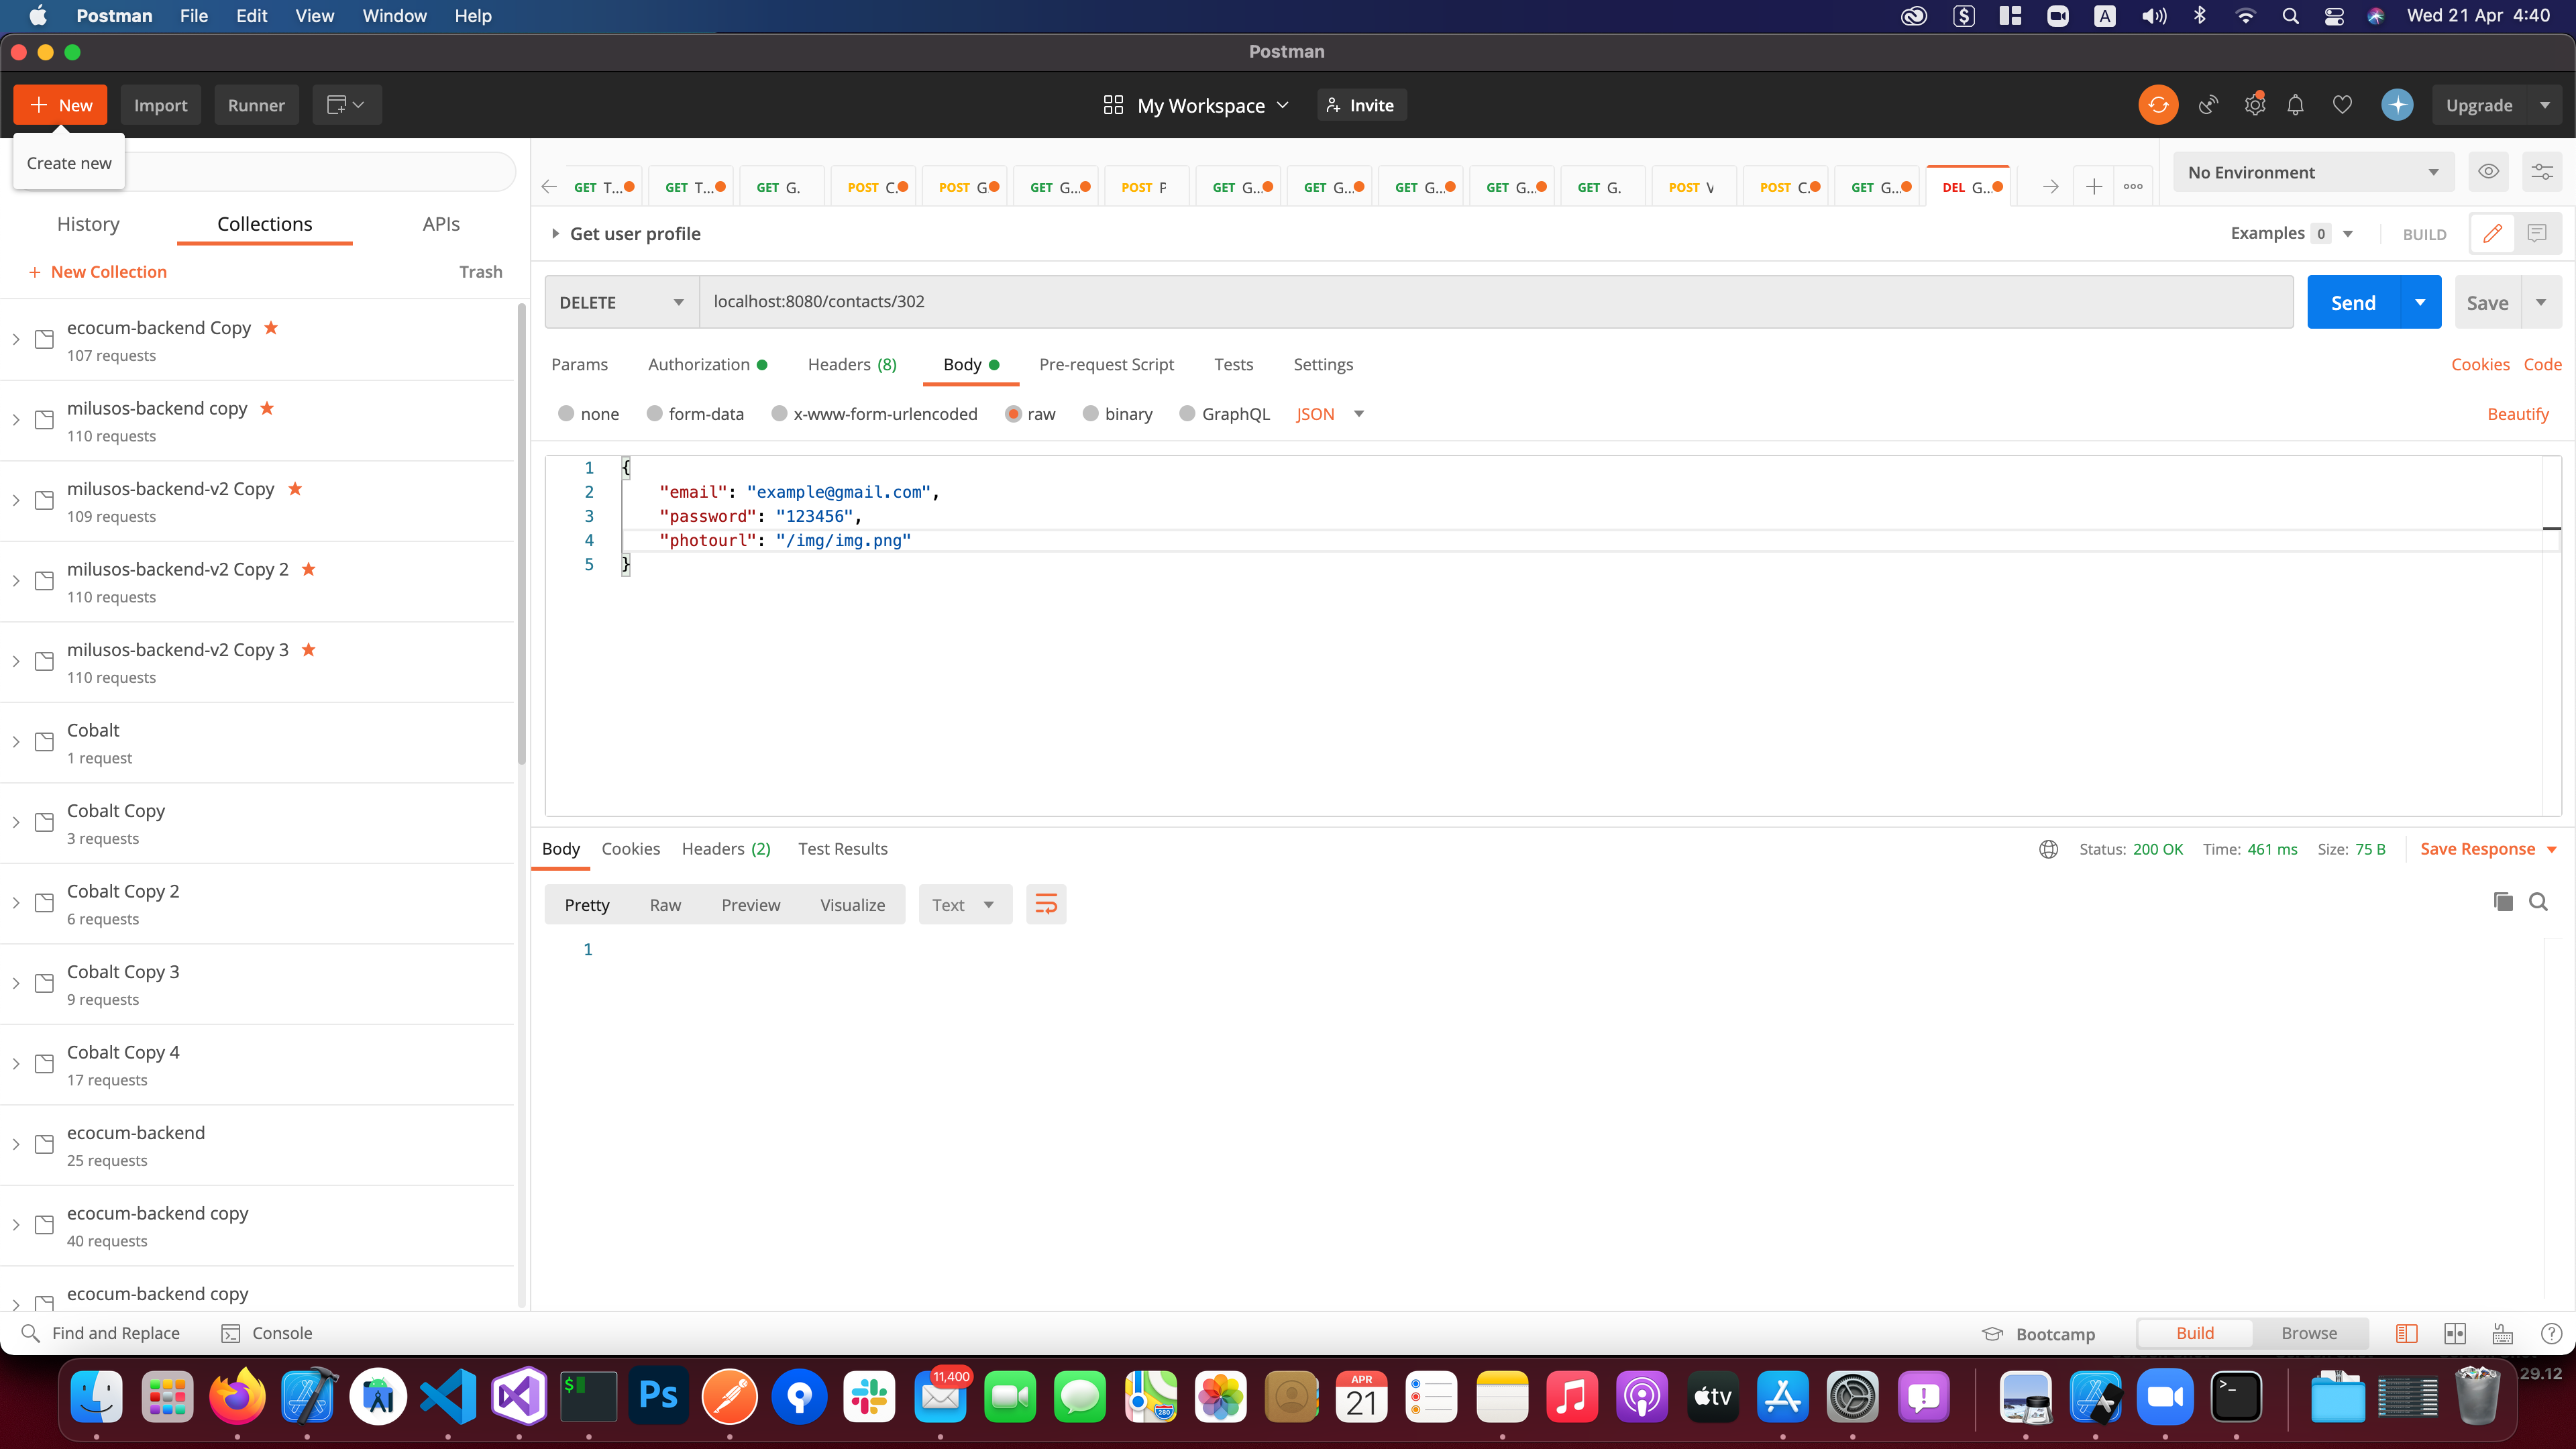 Postman File Edit View Window Help
A
Wed 21 Apr 4:40
Postman
+ New Import Runner
My Workspace Invite
Upgrade
Create new
GET T... GET T... GET G. POST C. POST G GET G... POST P GET G... GET G... GET G... GET G... GET G. POST V POST C. GET G... DEL G...
No Environment
History Collections APIs
+ New Collection Trash
Get user profile
Examples 0 BUILD
DELETE localhost:8080/contacts/302 Send Save
Params Authorization Headers (8) Body Pre-request Script Tests Settings Cookies Code
none form-data x-www-form-urlencoded raw binary GraphQL JSON Beautify
1 {
2 "email": "example@gmail.com",
3 "password": "123456",
4 "photourl": "/img/img.png"
5 }
ecocum-backend Copy
107 requests
milusos-backend copy
110 requests
milusos-backend-v2 Copy
109 requests
milusos-backend-v2 Copy 2
110 requests
milusos-backend-v2 Copy 3
110 requests
Cobalt
1 request
Cobalt Copy
3 requests
Cobalt Copy 2
6 requests
Cobalt Copy 3
9 requests
Cobalt Copy 4
17 requests
ecocum-backend
25 requests
ecocum-backend copy
40 requests
ecocum-backend copy
Body Cookies Headers (2) Test Results
Status: 200 OK Time: 461 ms Size: 75 B Save Response
Pretty Raw Preview Visualize Text
1
Find and Replace Console
Bootcamp Build Browse
Ps
11,400
280
APR
21
tv
29.12